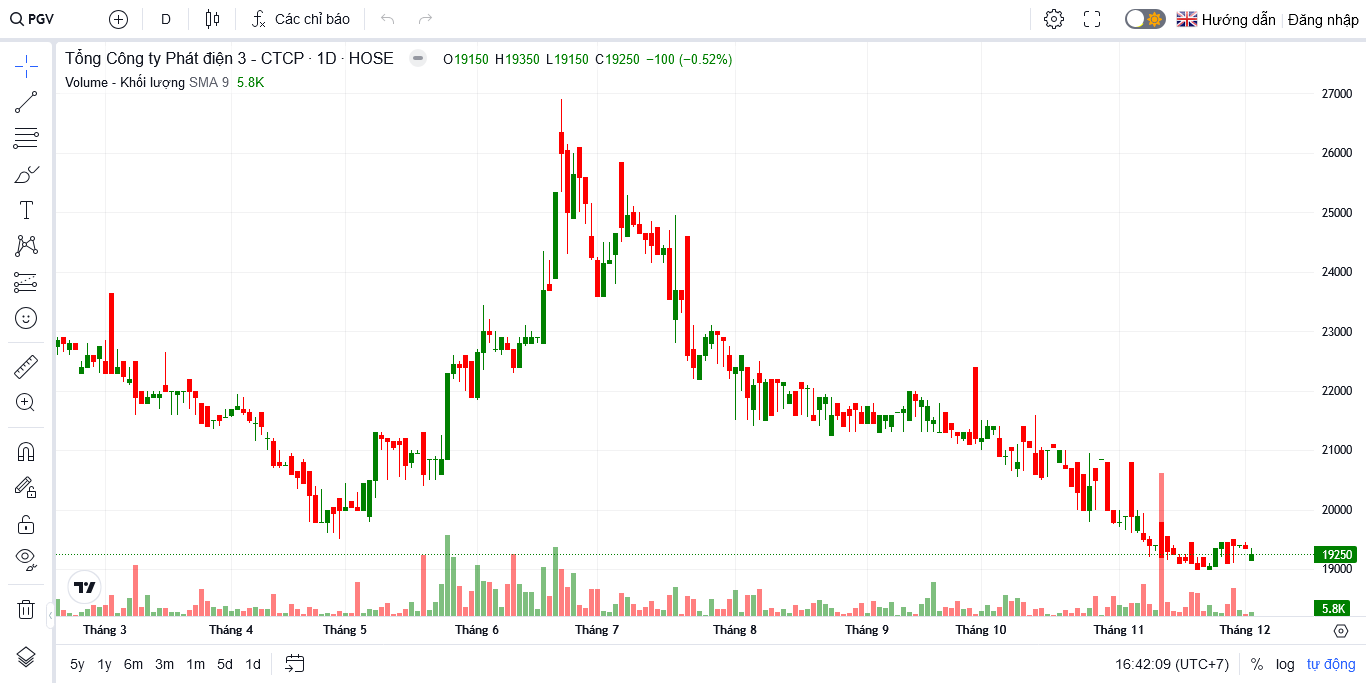 PGV D Các chỉ báo Hướng dẫn Đăng nhập
Tổng Công ty Phát điện 3 - CTCP · 1D · HOSE O19150 H19350 L19150 C19250 −100 (−0.52%)
Volume - Khối lượng SMA 9 5.8K
27000
26000
25000
24000
23000
22000
21000
20000
19250
19000
5.8K
Tháng 3 Tháng 4 Tháng 5 Tháng 6 Tháng 7 Tháng 8 Tháng 9 Tháng 10 Tháng 11 Tháng 12
5y 1y 6m 3m 1m 5d 1d 16:42:09 (UTC+7) % log tự động